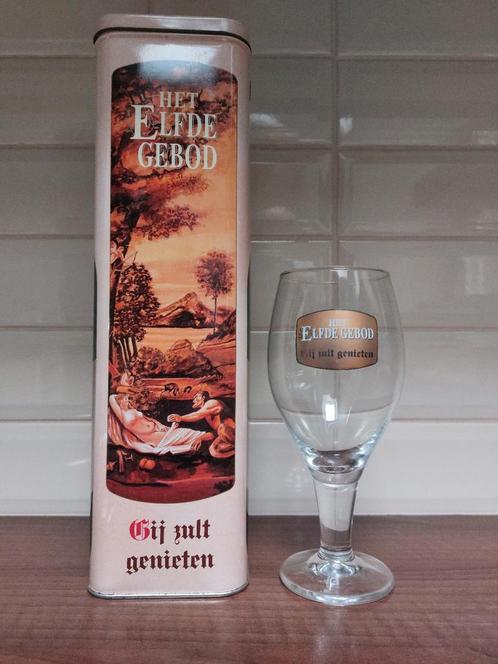 HET
ELFDE
GEBOD
Gij zult
genieten
HET
ELFDE GEBOD
Gij zult genieten